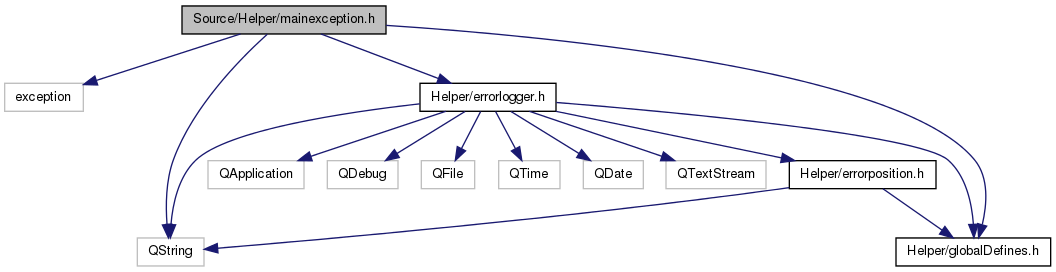 Source/Helper/mainexception.h
exception
Helper/errorlogger.h
QApplication
QDebug
QFile
QTime
QDate
QTextStream
Helper/errorposition.h
QString
Helper/globalDefines.h